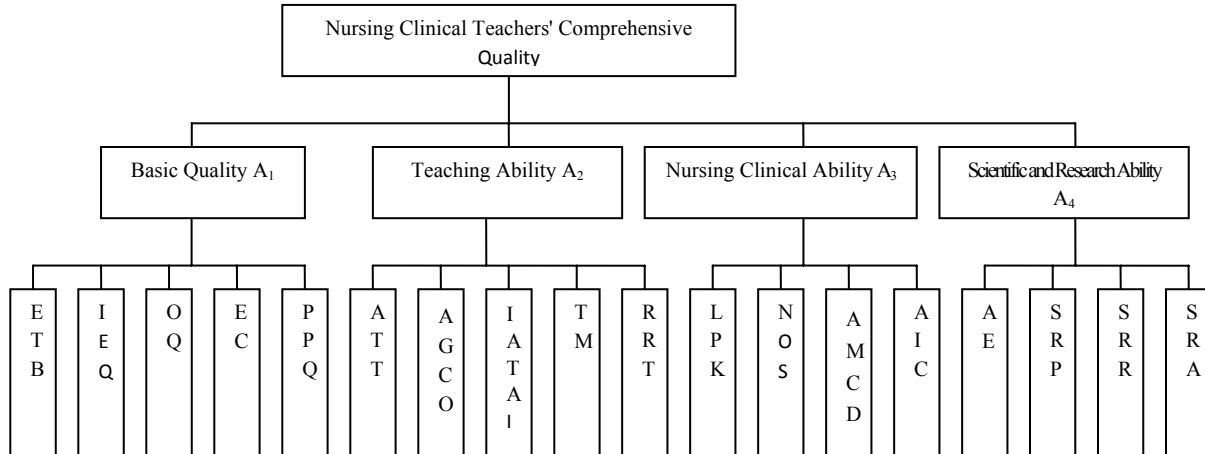 Nursing Clinical Teachers' Comprehensive
Quality
Basic Quality A₁
Teaching Ability A₂
Nursing Clinical Ability A₃
Scientific and Research Ability
A₄
ETB
IEQ
OQ
EC
PPQ
ATT
AGCO
IATAI
TM
RRT
LPK
NOS
AMCD
AIC
AE
SRP
SRR
SRA